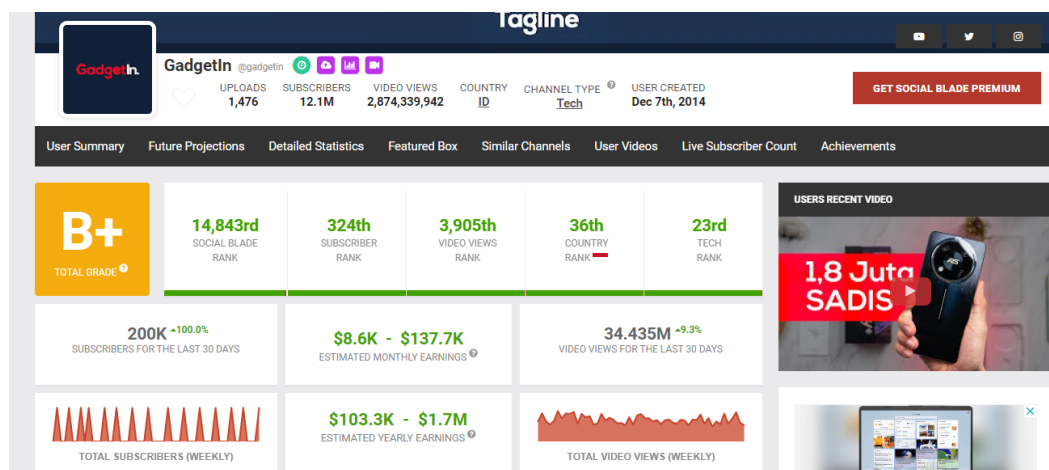 Tagline
GadgetIn.
GadgetIn @gadgetin
UPLOADS SUBSCRIBERS VIDEO VIEWS COUNTRY CHANNEL TYPE USER CREATED
1,476 12.1M 2,874,339,942 ID Tech Dec 7th, 2014
GET SOCIAL BLADE PREMIUM
User Summary Future Projections Detailed Statistics Featured Box Similar Channels User Videos Live Subscriber Count Achievements
B+
TOTAL GRADE
14,843rd
SOCIAL BLADE
RANK
324th
SUBSCRIBER
RANK
3,905th
VIDEO VIEWS
RANK
36th
COUNTRY
RANK
23rd
TECH
RANK
USERS RECENT VIDEO
1,8 Juta
SADIS
200K 100.0%
SUBSCRIBERS FOR THE LAST 30 DAYS
$8.6K - $137.7K
ESTIMATED MONTHLY EARNINGS
34.435M 9.3%
VIDEO VIEWS FOR THE LAST 30 DAYS
TOTAL SUBSCRIBERS (WEEKLY)
$103.3K - $1.7M
ESTIMATED YEARLY EARNINGS
TOTAL VIDEO VIEWS (WEEKLY)